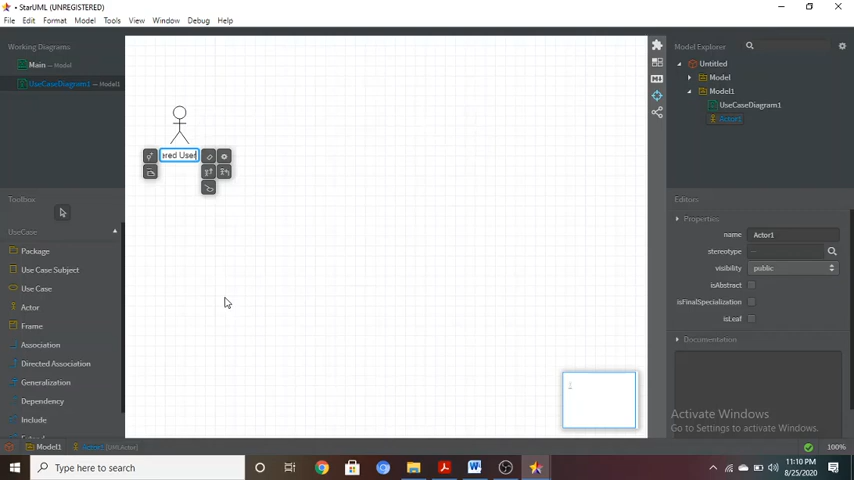 • StarUML (UNREGISTERED)
File Edit Format Model Tools View Window Debug Help
Working Diagrams
Main — Model
UseCaseDiagram1 — Model1
ered User
Toolbox
UseCase
Package
Use Case Subject
Use Case
Actor
Frame
Association
Directed Association
Generalization
Dependency
Include
Extend
Model Explorer
Untitled
Model
Model1
UseCaseDiagram1
Actor1
Editors
Properties:
name Actor1
stereotype —
visibility public
isAbstract
isFinalSpecialization
isLeaf
Documentation
Activate Windows
Go to Settings to activate Windows.
Model1 Actor1 (UMLActor)
100%
Type here to search
11:10 PM
8/25/2020